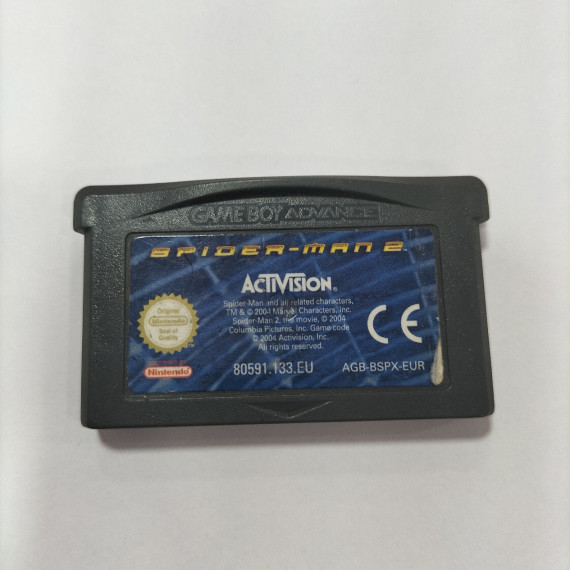 GAME BOY ADVANCE
SPIDER-MAN 2
ACTIVISION®
Spider-Man and all related characters,
TM & © 2004 Marvel Characters, Inc.
Spider-Man 2, the movie, © 2004
Columbia Pictures, Inc. Game code
© 2004 Activision, Inc.
All rights reserved.
Original
Nintendo
Seal of
Quality
CE
Nintendo
80591.133.EU
AGB-BSPX-EUR